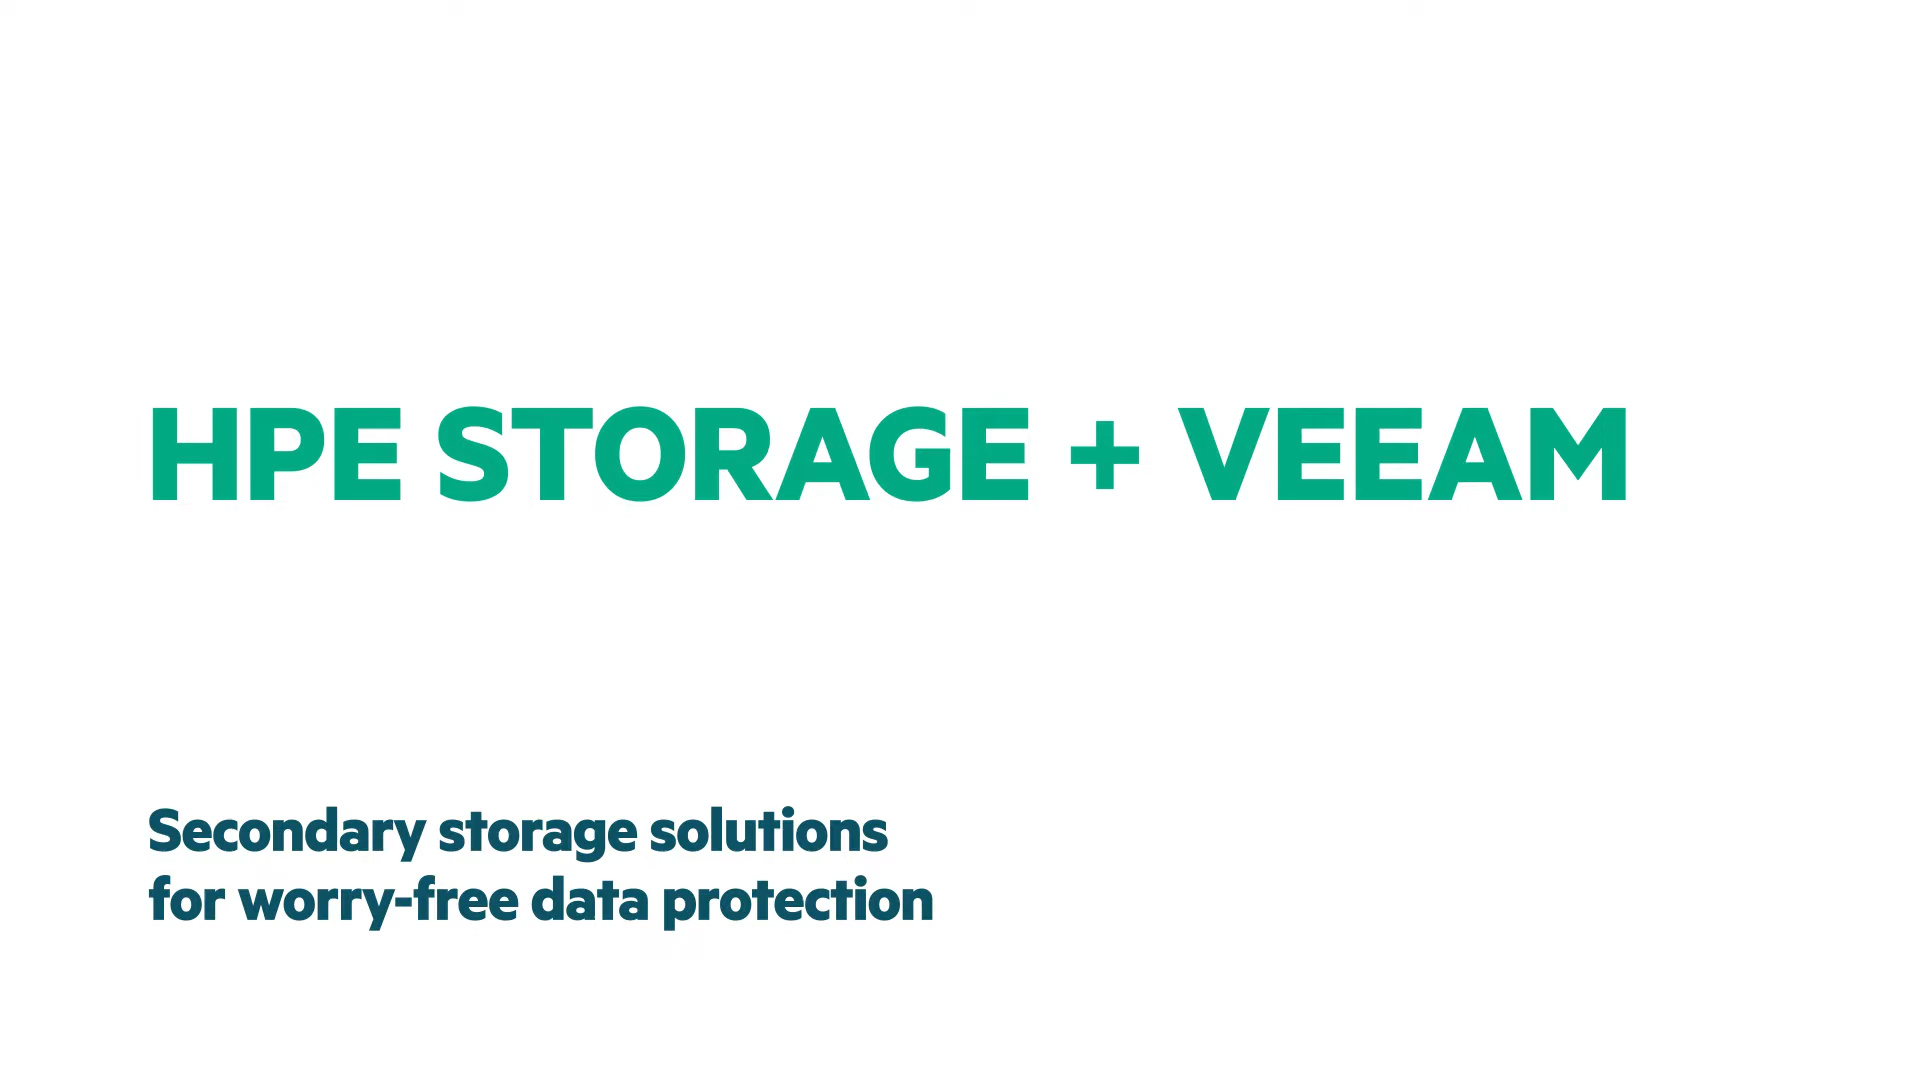 HPE STORAGE + VEEAM
Secondary storage solutions
for worry-free data protection